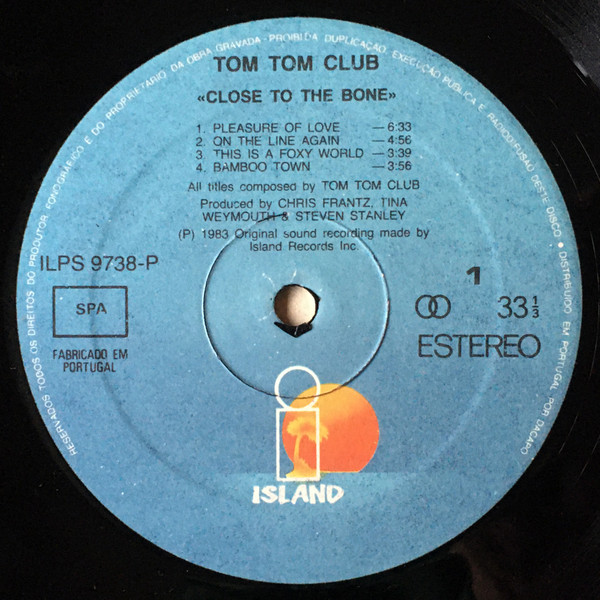 RESERVADOS TODOS OS DIREITOS DO PRODUTOR FONOGRÁFICO E DO PROPRIETÁRIO DA OBRA GRAVADA - PROIBIDA DUPLICAÇÃO, EXECUÇÃO PÚBLICA E RADIODIFUSÃO DESTE DISCO • DISTRIBUIDO EM PORTUGAL POR DACAPO
TOM TOM CLUB
«CLOSE TO THE BONE»
1. PLEASURE OF LOVE — 6:33
2. ON THE LINE AGAIN — 4:56
3. THIS IS A FOXY WORLD — 3:39
4. BAMBOO TOWN — 3:56
All titles composed by TOM TOM CLUB
Produced by CHRIS FRANTZ, TINA
WEYMOUTH & STEVEN STANLEY
(P) 1983 Original sound recording made by
Island Records Inc.
ILPS 9738-P
SPA
FABRICADO EM
PORTUGAL
1
33 1/3
ESTEREO
ISLAND